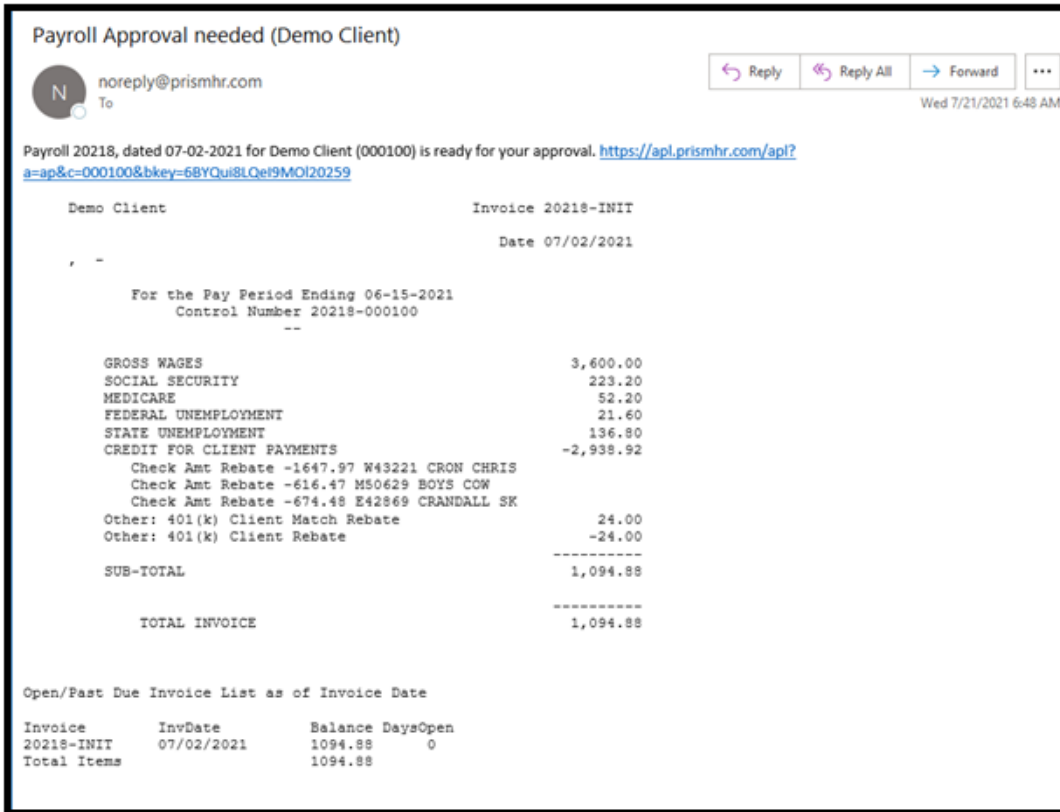 Payroll Approval needed (Demo Client)
N
noreply@prismhr.com
To
Reply
Reply All
Forward
...
Wed 7/21/2021 6:48 AM
Payroll 20218, dated 07-02-2021 for Demo Client (000100) is ready for your approval. https://apl.prismhr.com/apl?
a=ap&c=000100&bkey=6BYQui8LQeI9MOl20259
Demo Client Invoice 20218-INIT
Date 07/02/2021
, -
For the Pay Period Ending 06-15-2021
Control Number 20218-000100
--
GROSS WAGES 3,600.00
SOCIAL SECURITY 223.20
MEDICARE 52.20
FEDERAL UNEMPLOYMENT 21.60
STATE UNEMPLOYMENT 136.80
CREDIT FOR CLIENT PAYMENTS -2,938.92
Check Amt Rebate -1647.97 W43221 CRON CHRIS
Check Amt Rebate -616.47 M50629 BOYS COW
Check Amt Rebate -674.48 E42869 CRANDALL SK
Other: 401(k) Client Match Rebate 24.00
Other: 401(k) Client Rebate -24.00
----------
SUB-TOTAL 1,094.88
----------
TOTAL INVOICE 1,094.88
Open/Past Due Invoice List as of Invoice Date
Invoice InvDate Balance DaysOpen
20218-INIT 07/02/2021 1094.88 0
Total Items 1094.88